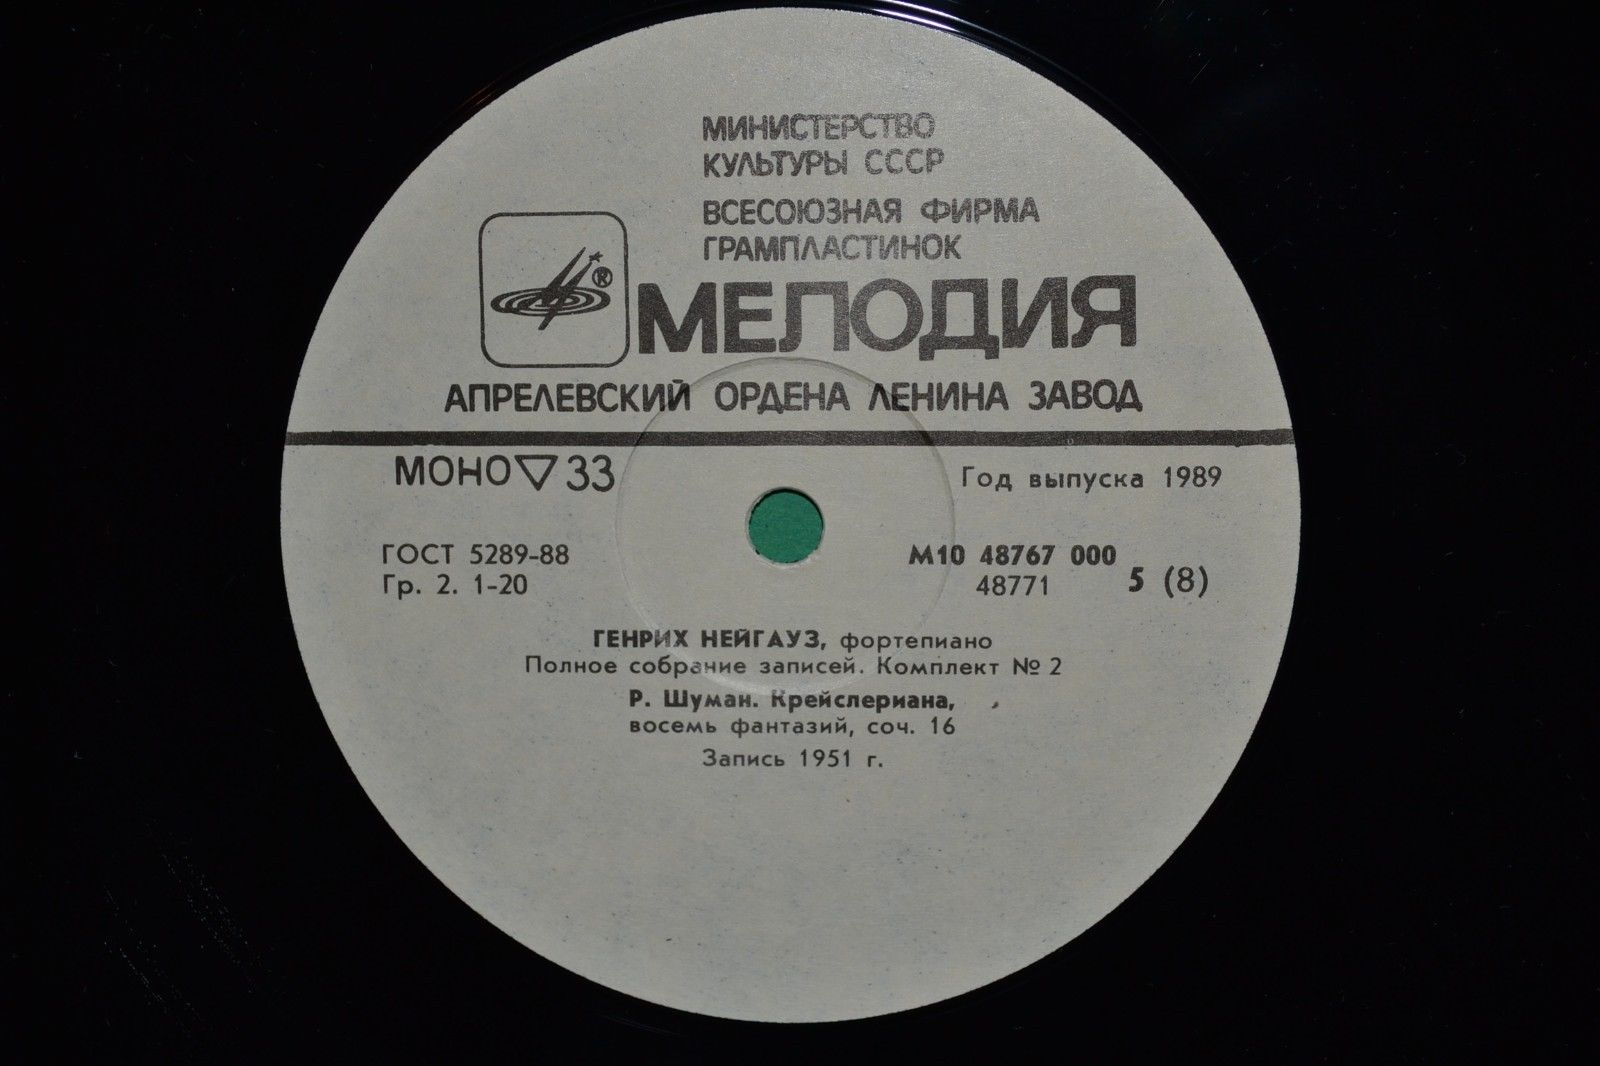 МИНИСТЕРСТВО
КУЛЬТУРЫ СССР
ВСЕСОЮЗНАЯ ФИРМА
ГРАМПЛАСТИНОК
® МЕЛОДИЯ
АПРЕЛЕВСКИЙ ОРДЕНА ЛЕНИНА ЗАВОД
МОНО ▽ 33
Год выпуска 1989
ГОСТ 5289-88
Гр. 2. 1-20
М10 48767 000
48771 5 (8)
ГЕНРИХ НЕЙГАУЗ, фортепиано
Полное собрание записей. Комплект № 2
Р. Шуман. Крейслериана,
восемь фантазий, соч. 16
Запись 1951 г.